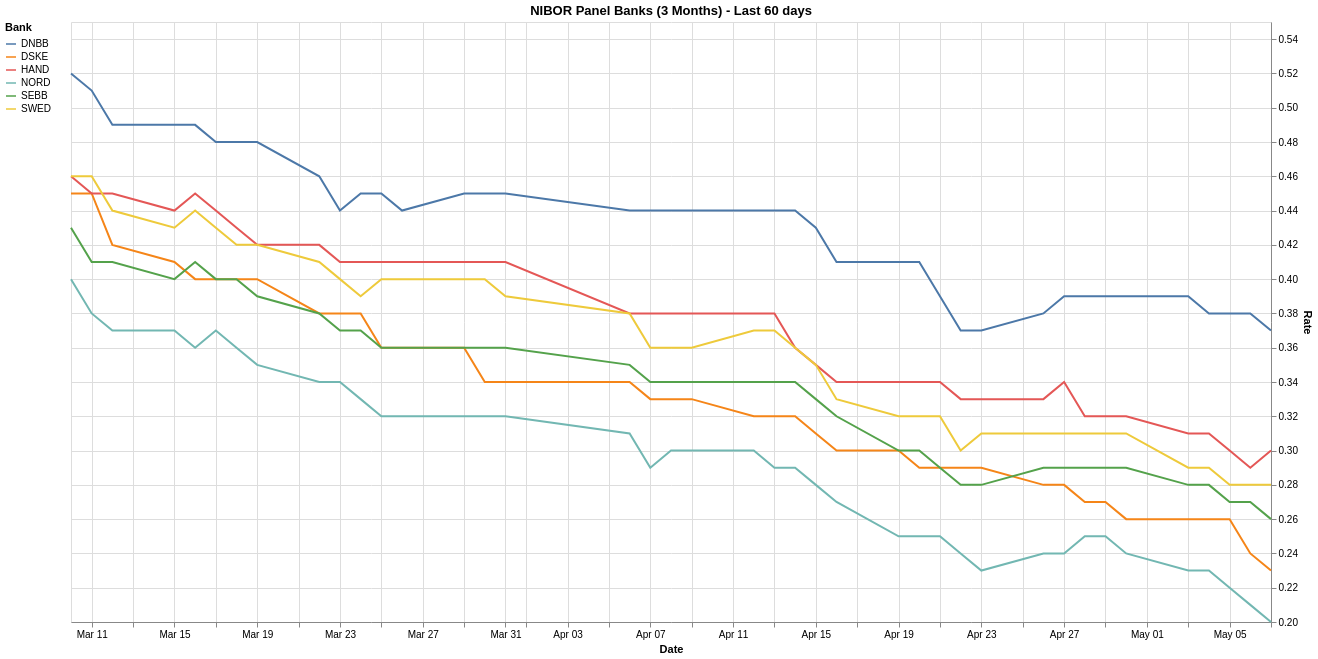 NIBOR Panel Banks (3 Months) - Last 60 days
Bank
DNBB
DSKE
HAND
NORD
SEBB
SWED
0.54
0.52
0.50
0.48
0.46
0.44
0.42
0.40
0.38
0.36
0.34
0.32
0.30
0.28
0.26
0.24
0.22
0.20
Rate
Mar 11 Mar 15 Mar 19 Mar 23 Mar 27 Mar 31 Apr 03 Apr 07 Apr 11 Apr 15 Apr 19 Apr 23 Apr 27 May 01 May 05
Date